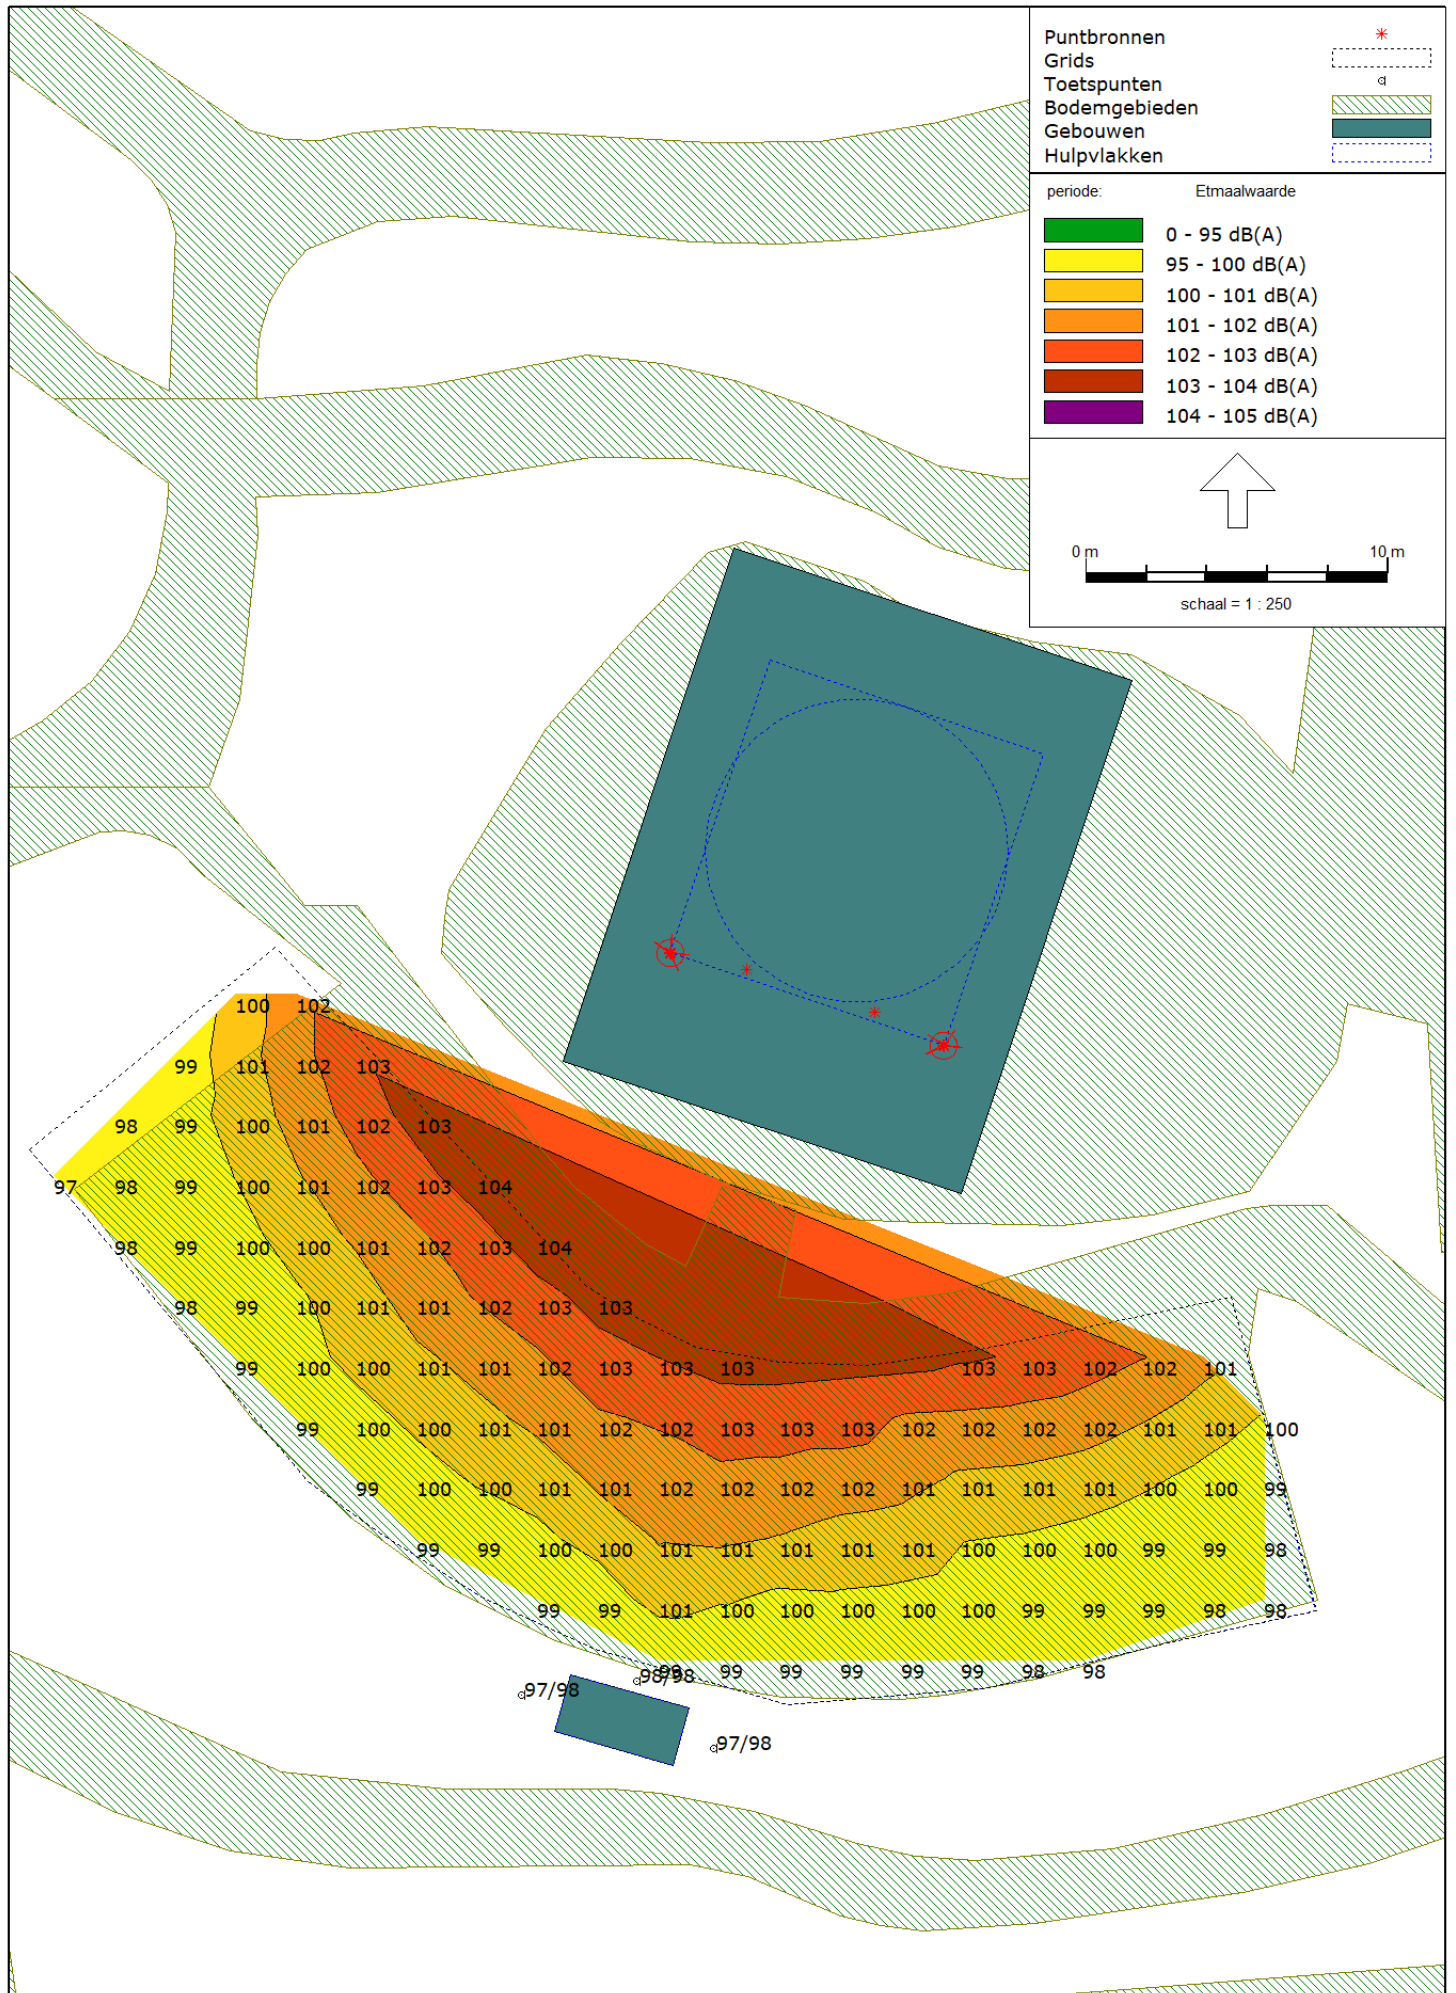 Puntbronnen
Grids
Toetspunten
Bodemgebieden
Gebouwen
Hulpvlakken
periode: Etmaalwaarde
0 - 95 dB(A)
95 - 100 dB(A)
100 - 101 dB(A)
101 - 102 dB(A)
102 - 103 dB(A)
103 - 104 dB(A)
104 - 105 dB(A)
0 m 10 m
schaal = 1 : 250
100 102
99 101 102 103
98 99 100 101 102 103
97 98 99 100 101 102 103 104
98 99 100 100 101 102 103 104
98 99 100 101 101 102 103 103
99 100 100 101 101 102 103 103 103 103 103 102 102 101
99 100 100 101 101 102 102 103 103 103 102 102 102 102 101 101 100
99 100 100 101 101 102 102 102 102 101 101 101 101 100 100 99
99 99 100 100 101 101 101 101 101 100 100 100 99 99 98
99 99 101 100 100 100 100 100 99 99 99 98 98
99 99 99 99 99 99 98 98
97/98 98/98
97/98